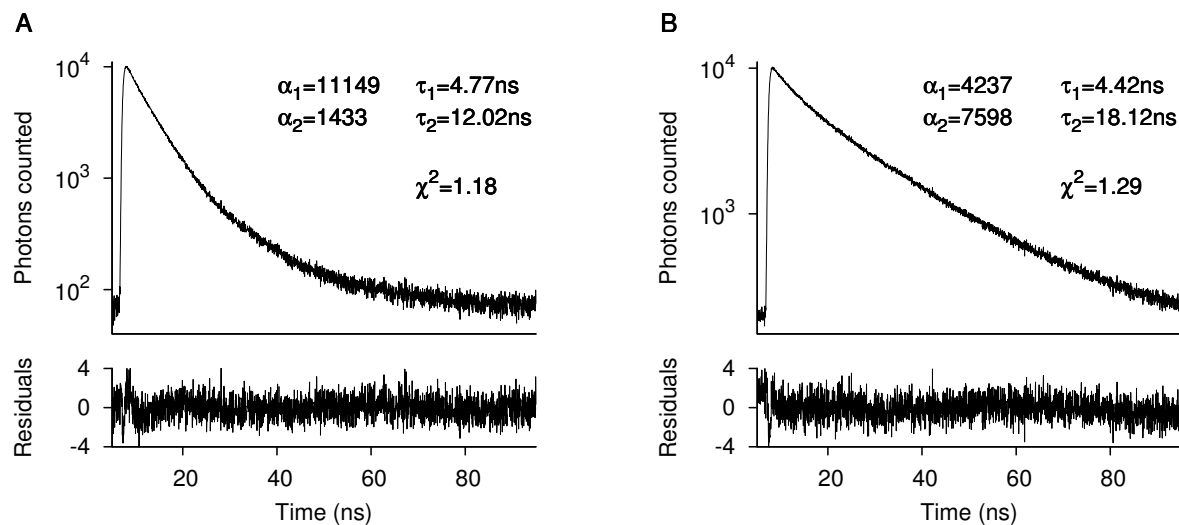 A
Photons counted
10⁴
10³
10²
α₁=11149 τ₁=4.77ns
α₂=1433 τ₂=12.02ns
χ²=1.18
Residuals
4
0
-4
20 40 60 80
Time (ns)
B
Photons counted
10⁴
10³
α₁=4237 τ₁=4.42ns
α₂=7598 τ₂=18.12ns
χ²=1.29
Residuals
4
0
-4
20 40 60 80
Time (ns)